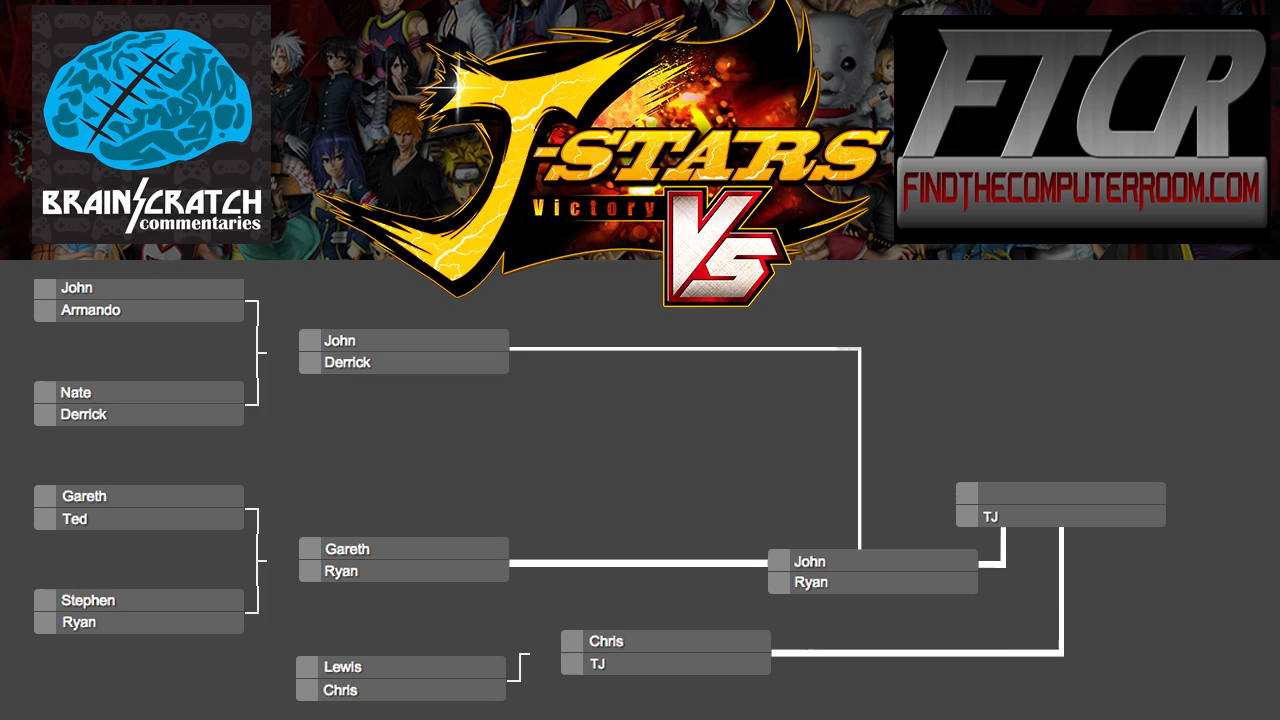 BRAINSCRATCH
commentaries
J-STARS
Victory
VS
FTCR
FINDTHECOMPUTERROOM.COM
John
Armando
Nate
Derrick
Gareth
Ted
Stephen
Ryan
John
Derrick
Gareth
Ryan
Lewis
Chris
Chris
TJ
John
Ryan
TJ